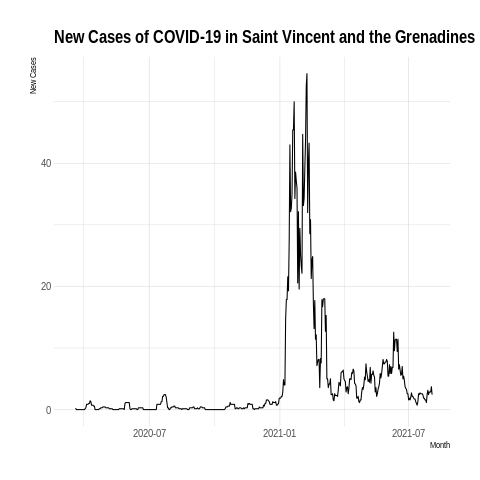 New Cases of COVID-19 in Saint Vincent and the Grenadines
New Cases
40
20
0
2020-07
2021-01
2021-07
Month